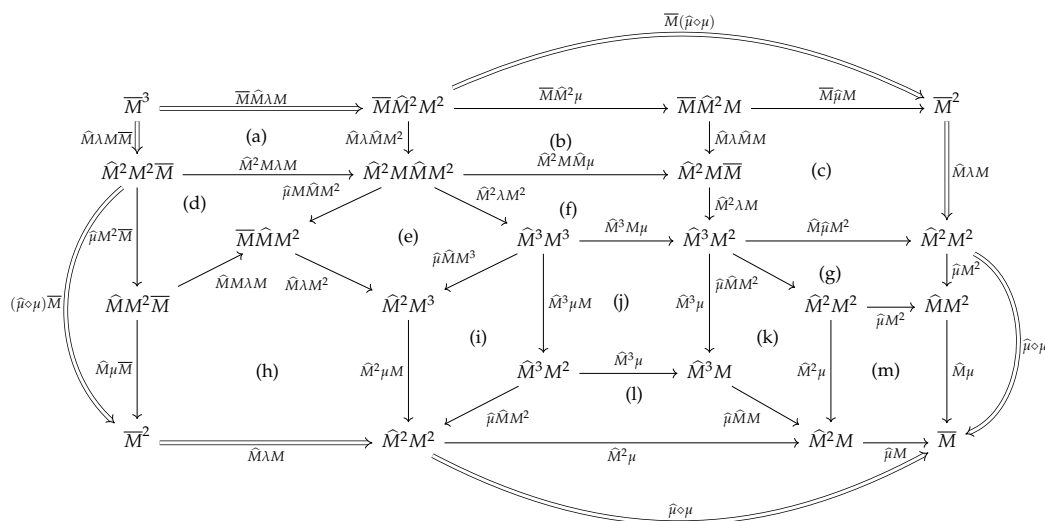 M̅(μ̂⋄μ)
M̅³ M̅M̂λM M̅M̂²M² M̅M̂²μ M̅M̂²M M̅μ̂M M̅²
M̂λMM̅ (a) M̂λM̂M² (b) M̂λM̂M
M̂²M²M̅ M̂²MλM M̂²MM̂M² M̂²MM̂μ M̂²MM̅ (c) M̂λM
(d) μ̂MM̂M² M̂²λM² M̂²λM
(f)
μ̂M²M̅ M̅M̂M² (e) M̂³M³ M̂³Mμ M̂³M² M̂μ̂M² M̂²M²
M̂MλM M̂λM² μ̂M̂M³ μ̂M̂M² (g) μ̂M²
(μ̂⋄μ)M̅ M̂M²M̅ M̂²M³ M̂³μM (j) M̂³μ M̂²M² μ̂M² M̂M²
(i) (k) μ̂⋄μ
M̂μM̅ (h) M̂²μM M̂³M² M̂³μ M̂³M M̂²μ (m) M̂μ
(l)
μ̂M̂M² μ̂M̂M
M̅² M̂λM M̂²M² M̂²μ M̂²M μ̂M M̅
μ̂⋄μ